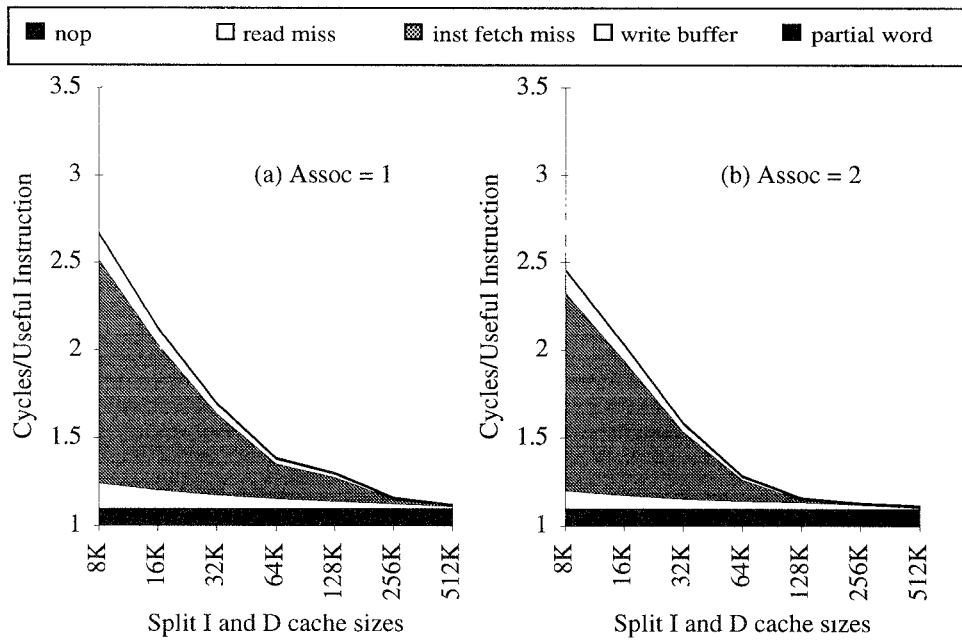 nop read miss inst fetch miss write buffer partial word
3.5
3
2.5
2
1.5
1
Cycles/Useful Instruction
(a) Assoc = 1
8K
16K
32K
64K
128K
256K
512K
Split I and D cache sizes
3.5
3
2.5
2
1.5
1
Cycles/Useful Instruction
(b) Assoc = 2
8K
16K
32K
64K
128K
256K
512K
Split I and D cache sizes